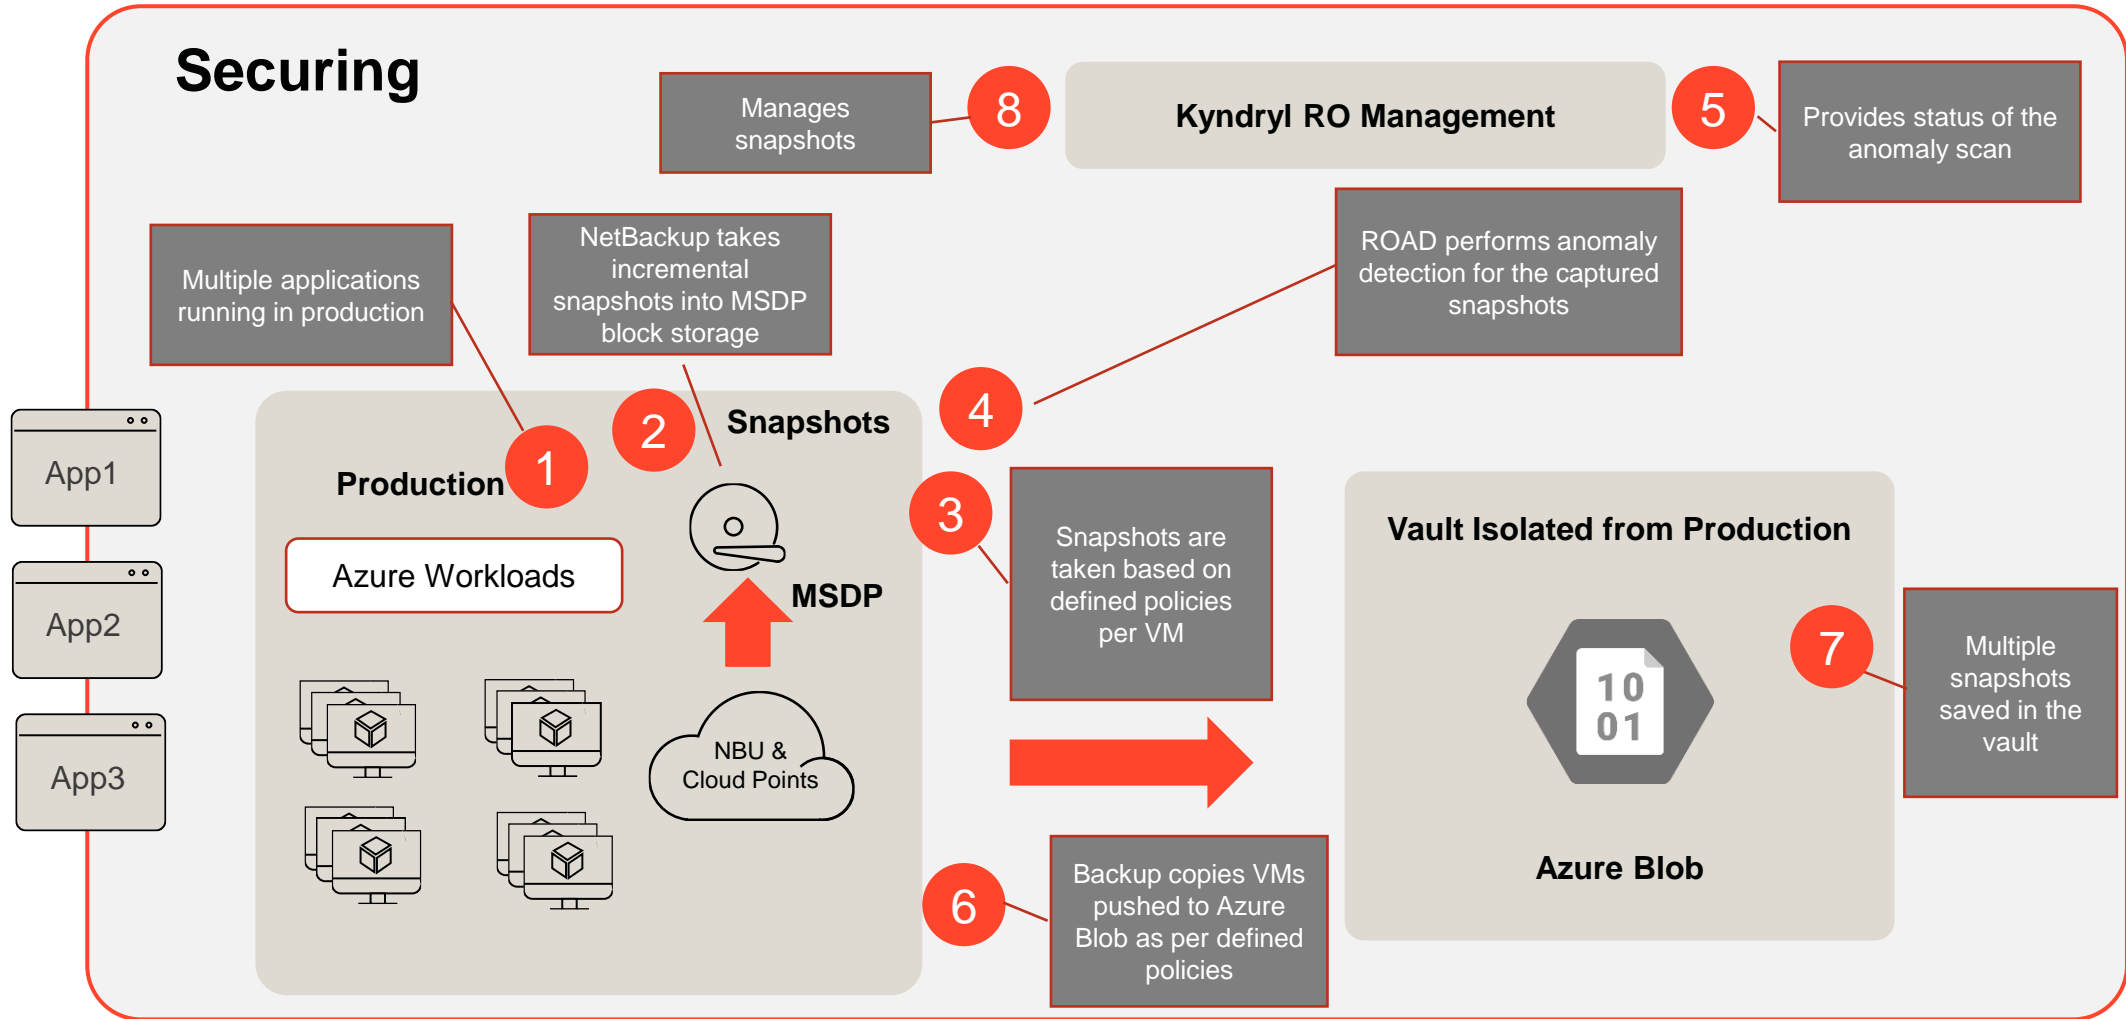 Securing
Manages
snapshots
8
Kyndryl RO Management
5
Provides status of the
anomaly scan
Multiple applications
running in production
NetBackup takes
incremental
snapshots into MSDP
block storage
ROAD performs anomaly
detection for the captured
snapshots
App1
App2
App3
Production
1
2
Snapshots
4
3
Azure Workloads
MSDP
NBU &
Cloud Points
Snapshots are
taken based on
defined policies
per VM
6
Backup copies VMs
pushed to Azure
Blob as per defined
policies
Vault Isolated from Production
10
01
Azure Blob
7
Multiple
snapshots
saved in the
vault